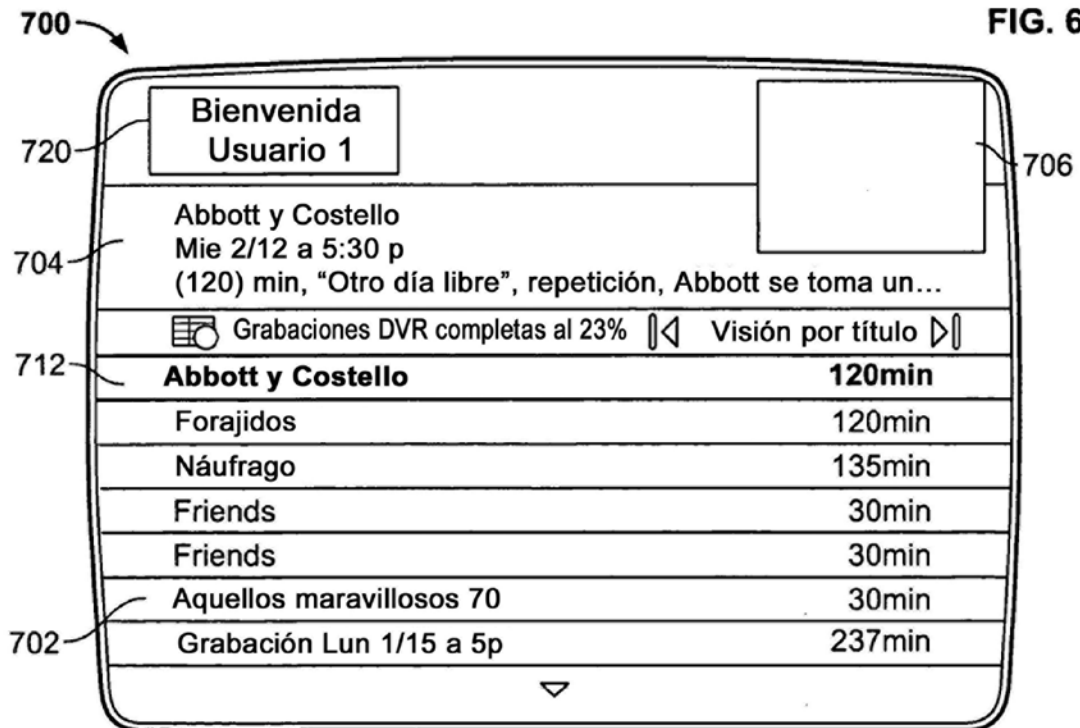 700
FIG. 6
Bienvenida
Usuario 1
720
706
Abbott y Costello
Mie 2/12 a 5:30 p
704
(120) min, “Otro día libre”, repetición, Abbott se toma un...
Grabaciones DVR completas al 23% Visión por título
712
Abbott y Costello 120min
Forajidos 120min
Náufrago 135min
Friends 30min
Friends 30min
Aquellos maravillosos 70 30min
702
Grabación Lun 1/15 a 5p 237min